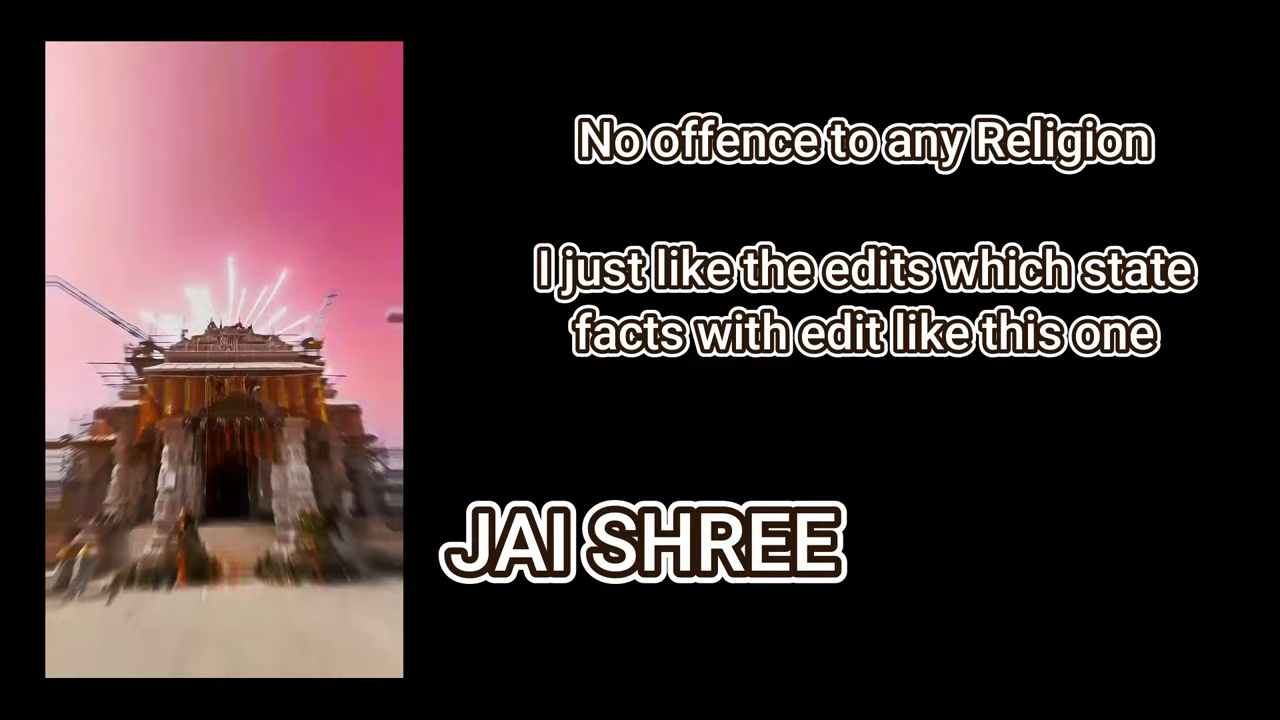 No offence to any Religion
I just like the edits which state
facts with edit like this one
JAI SHREE